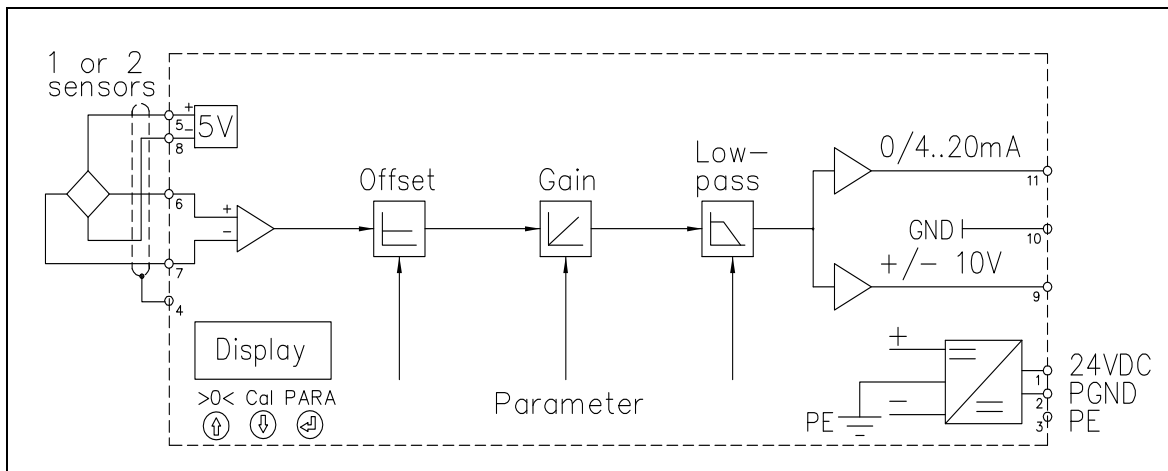 1 or 2
sensors
+
5
5V
-
8
6
+
-
7
4
Offset
Gain
Low-
pass
0/4..20mA
11
GND
10
+/- 10V
9
Display
>0< Cal PARA
Parameter
+
-
PE
24VDC
1
PGND
2
PE
3